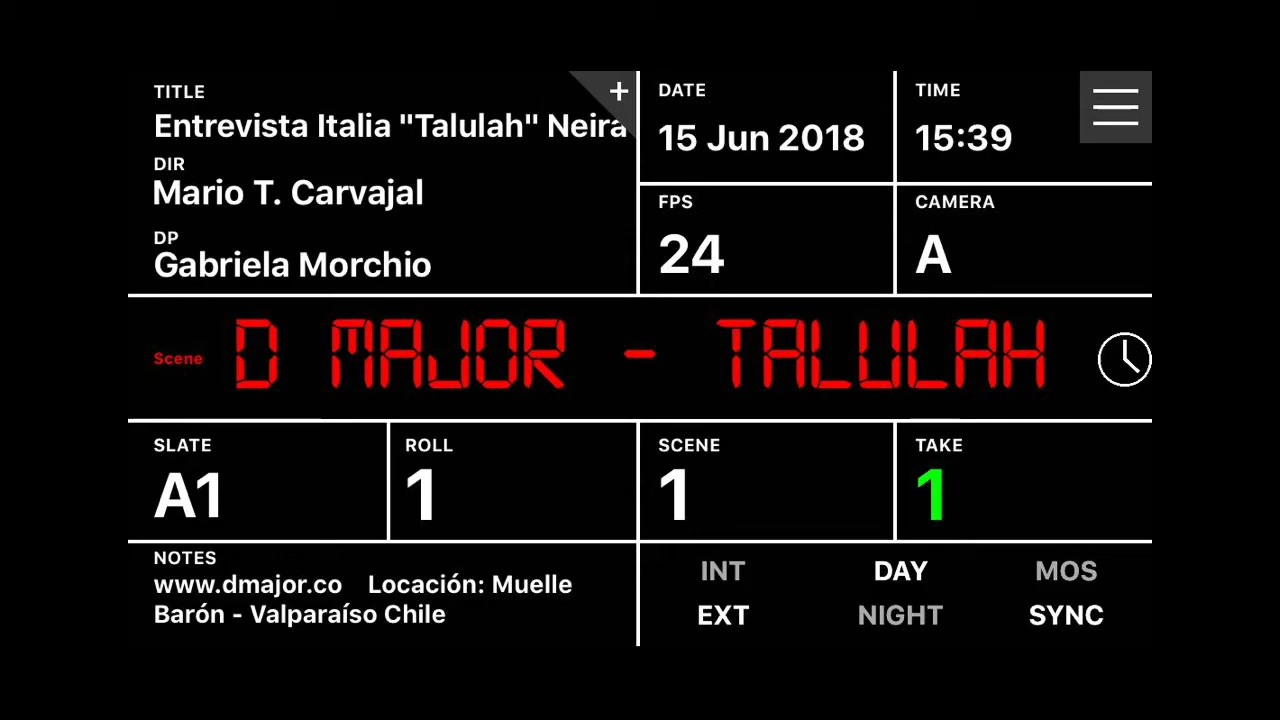 TITLE
Entrevista Italia "Talulah" Neira
DIR
Mario T. Carvajal
DP
Gabriela Morchio
+
DATE
15 Jun 2018
TIME
15:39
FPS
24
CAMERA
A
Scene D MAJOR - TALULAH
SLATE
A1
ROLL
1
SCENE
1
TAKE
1
NOTES
www.dmajor.co Locación: Muelle
Barón - Valparaíso Chile
INT DAY MOS
EXT NIGHT SYNC